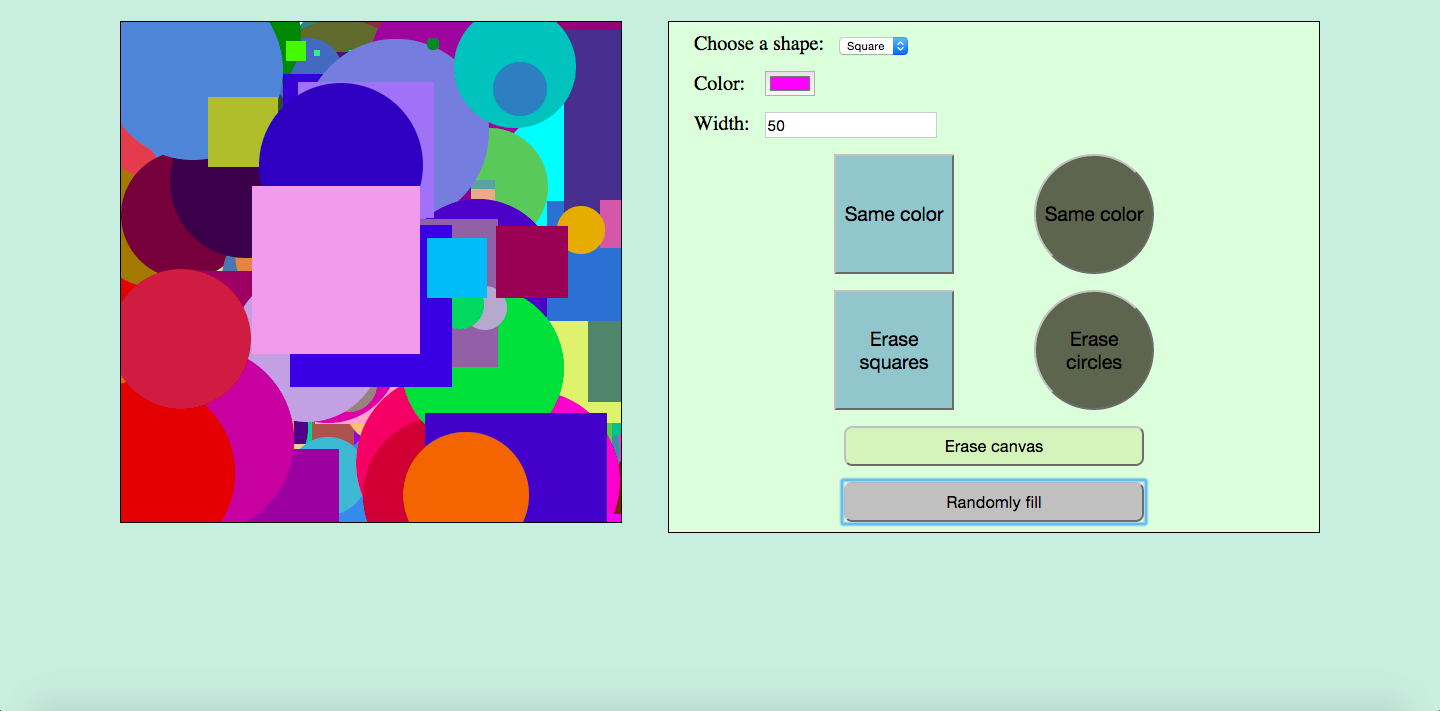 Choose a shape: Square
Color:
Width: 50
Same color
Same color
Erase
squares
Erase
circles
Erase canvas
Randomly fill